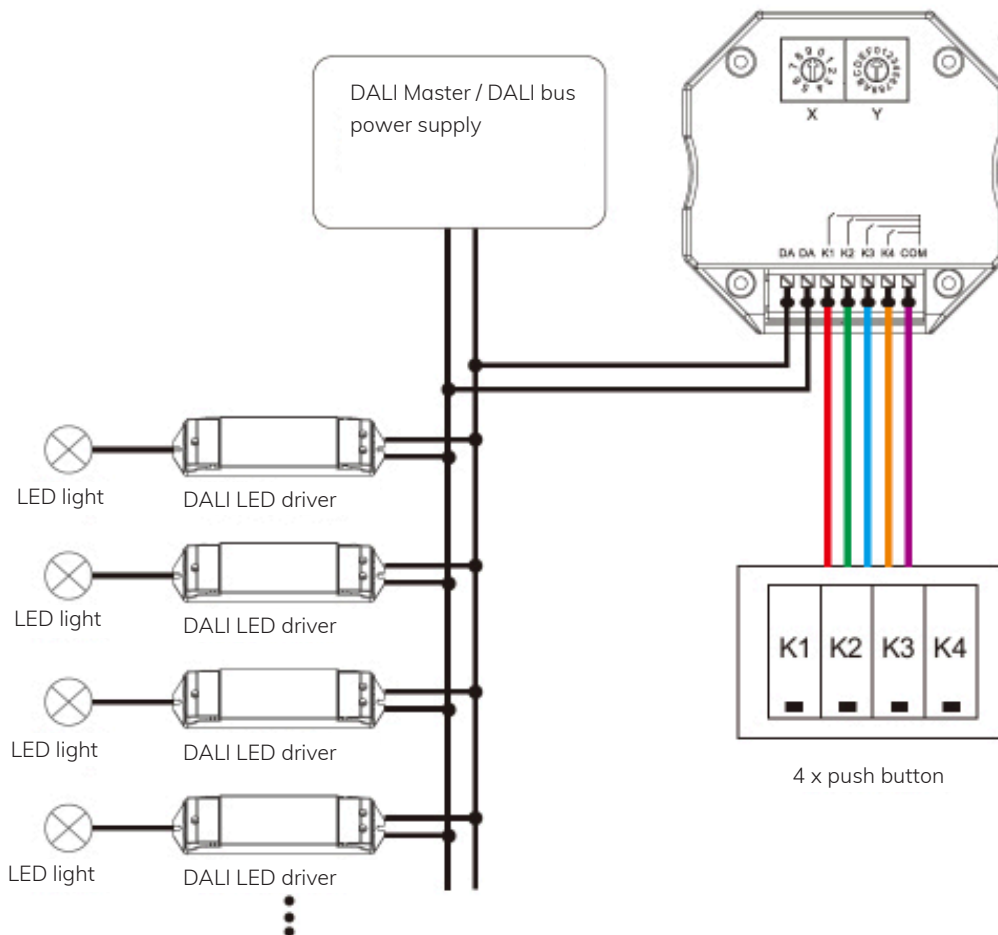 DALI Master / DALI bus
power supply
X Y
DA DA K1 K2 K3 K4 COM
LED light
DALI LED driver
LED light
DALI LED driver
LED light
DALI LED driver
LED light
DALI LED driver
K1 K2 K3 K4
4 x push button